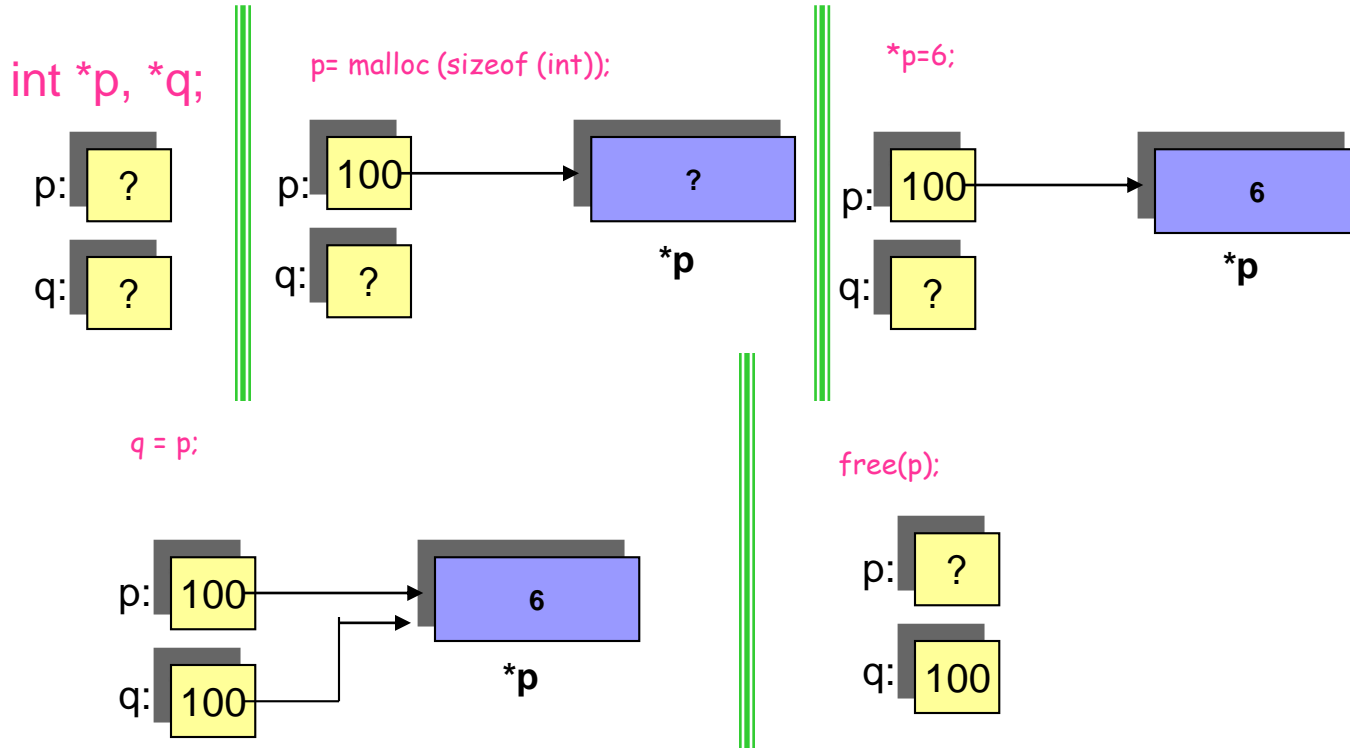 int *p, *q;
p: ?
q: ?
p= malloc (sizeof (int));
p: 100 ?
*p
q: ?
*p=6;
p: 100 6
*p
q: ?
q = p;
p: 100 6
*p
q: 100
free(p);
p: ?
q: 100